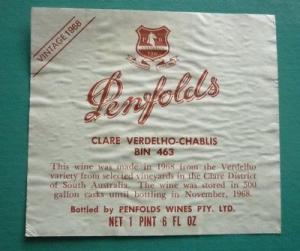 VINTAGE 1968
Penfolds
CLARE VERDELHO-CHABLIS
BIN 463
This wine was made in 1968 from the Verdelho
variety from selected vineyards in the Clare District
of South Australia. The wine was stored in 500
gallon casks until bottling in November, 1968.
Bottled by PENFOLDS WINES PTY. LTD.
NET 1 PINT 6 FL OZ